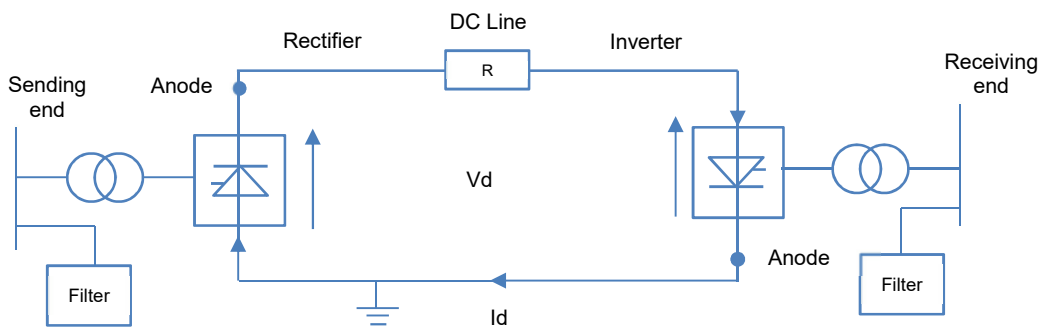 DC Line
Rectifier
Inverter
R
Sending
end
Anode
Receiving
end
Vd
Anode
Filter
Filter
Id